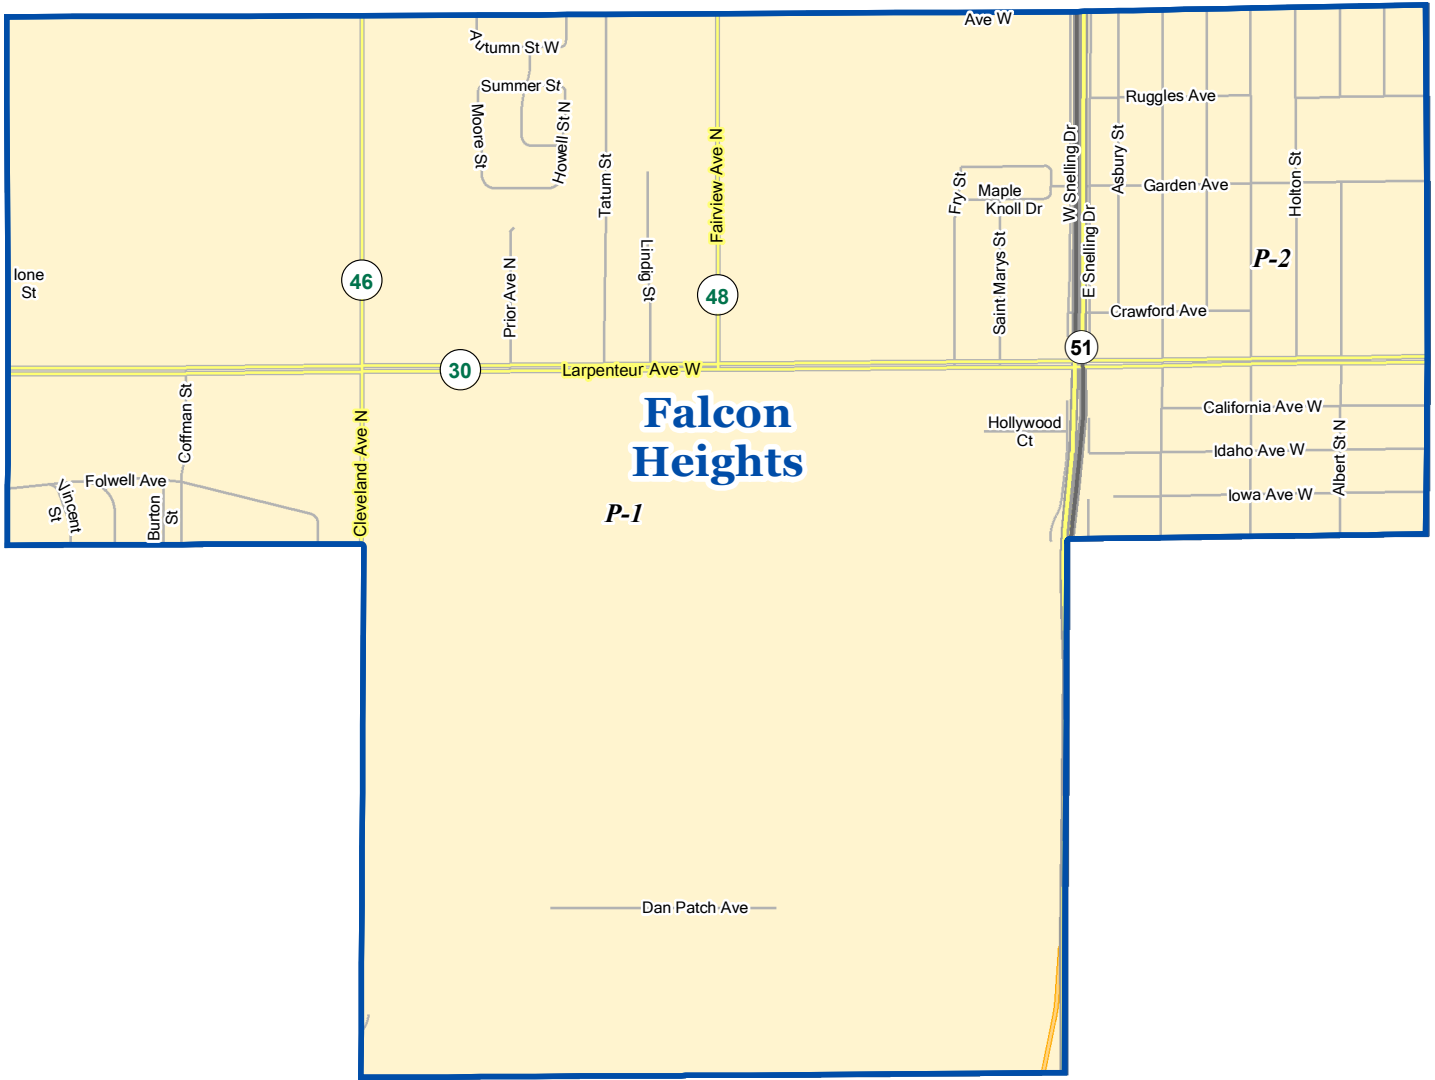 Ave W
Autumn St W
Summer St
Moore St
Howell St N
Tatum St
Fairview Ave N
Ruggles Ave
W Snelling Dr
Asbury St
Holton St
Garden Ave
Fry St
Maple
Knoll Dr
E Snelling Dr
Saint Marys St
P-2
Ione
St
46
Prior Ave N
Lindig St
48
Crawford Ave
51
30
Larpenteur Ave W
Falcon
Heights
Coffman St
Cleveland Ave N
Hollywood
Ct
California Ave W
Idaho Ave W
Albert St N
Iowa Ave W
Folwell Ave
Vincent
St
Burton
St
P-1
Dan Patch Ave